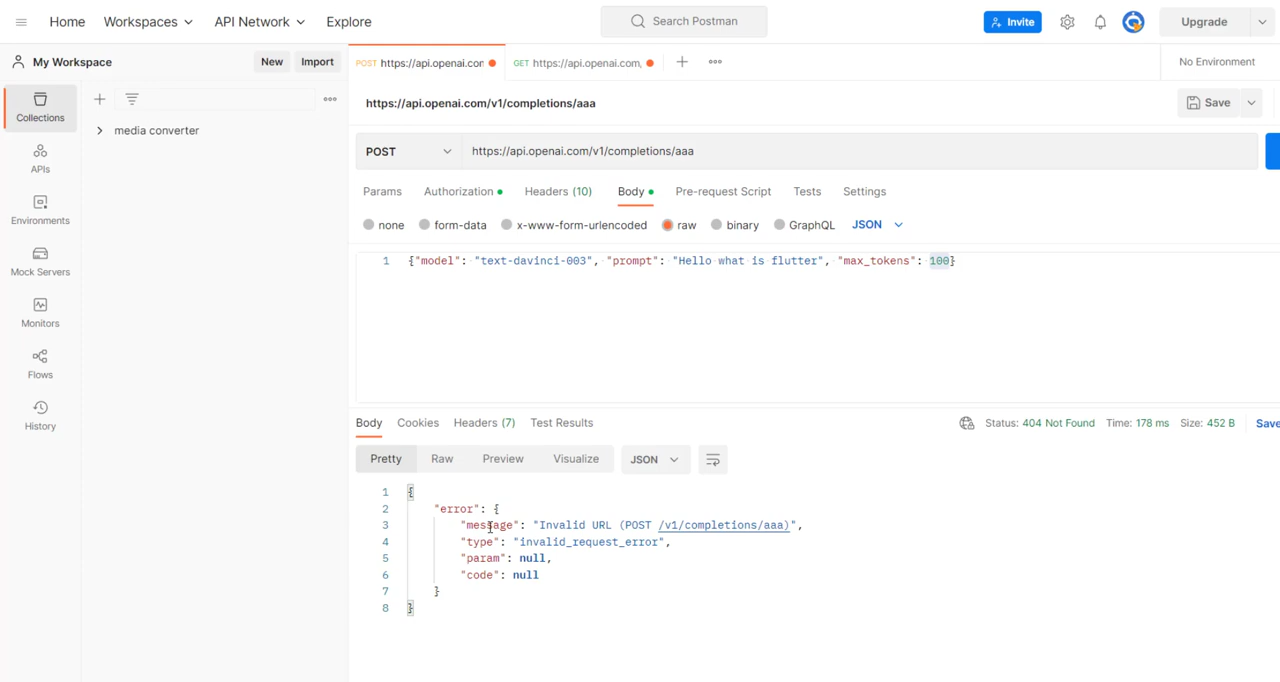 Home Workspaces API Network Explore Search Postman Invite Upgrade
My Workspace New Import POST https://api.openai.con GET https://api.openai.com, No Environment
Collections
APIs
Environments
Mock Servers
Monitors
Flows
History
media converter
https://api.openai.com/v1/completions/aaa Save
POST https://api.openai.com/v1/completions/aaa
Params Authorization Headers (10) Body Pre-request Script Tests Settings
none form-data x-www-form-urlencoded raw binary GraphQL JSON
1 {"model": "text-davinci-003", "prompt": "Hello what is flutter", "max_tokens": 100}
Body Cookies Headers (7) Test Results Status: 404 Not Found Time: 178 ms Size: 452 B Save
Pretty Raw Preview Visualize JSON
1 {
2 "error": {
3 "message": "Invalid URL (POST /v1/completions/aaa)",
4 "type": "invalid_request_error",
5 "param": null,
6 "code": null
7 }
8 }